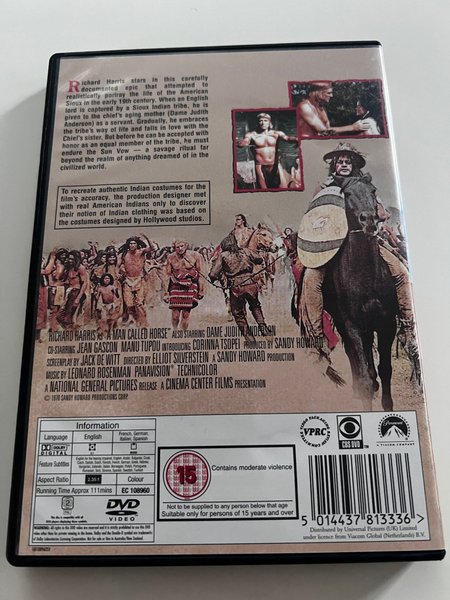 Richard Harris stars in this carefully
documented epic that attempted to
realistically portray the life of the American
Sioux in the early 19th century. When an English
lord is captured by a Sioux Indian tribe, he is
given to the chief's aging mother (Dame Judith
Anderson) as a servant. Gradually, he embraces
the tribe's way of life and falls in love with the
Chief's sister. But before he can be accepted with
honor as an equal member of the tribe, he must
endure the Sun Vow — a savage ritual far
beyond the realm of anything dreamed of in the
civilized world.
To recreate authentic Indian costumes for the
film's accuracy, the production designer met
with real American Indians only to discover
their notion of Indian clothing was based on
the costumes designed by Hollywood studios.
RICHARD HARRIS AS A MAN CALLED 'HORSE' ALSO STARRING DAME JUDITH ANDERSON
CO-STARRING JEAN GASCON MANU TUPOU INTRODUCING CORINNA TSOPEI PRODUCED BY SANDY HOWARD
SCREENPLAY BY JACK DE WITT DIRECTED BY ELLIOT SILVERSTEIN A SANDY HOWARD PRODUCTION
MUSIC BY LEONARD ROSENMAN PANAVISION TECHNICOLOR
A NATIONAL GENERAL PICTURES RELEASE A CINEMA CENTER FILMS PRESENTATION
© 1970 SANDY HOWARD PRODUCTIONS CORP.
Information
Language English French, German, Italian, Spanish
DOLBY DIGITAL
Feature Subtitles
Aspect Ratio 2.35:1 Colour
Running Time Approx 111mins EC 108960
2
DVD VIDEO
15
Contains moderate violence
Not to be supplied to any person below that age
Suitable only for persons of 15 years and over
VPRC
CBS DVD
Paramount
5 014437 813336 >
Distributed by Universal Pictures (UK) Limited
under licence from Viacom Global (Netherlands) B.V.